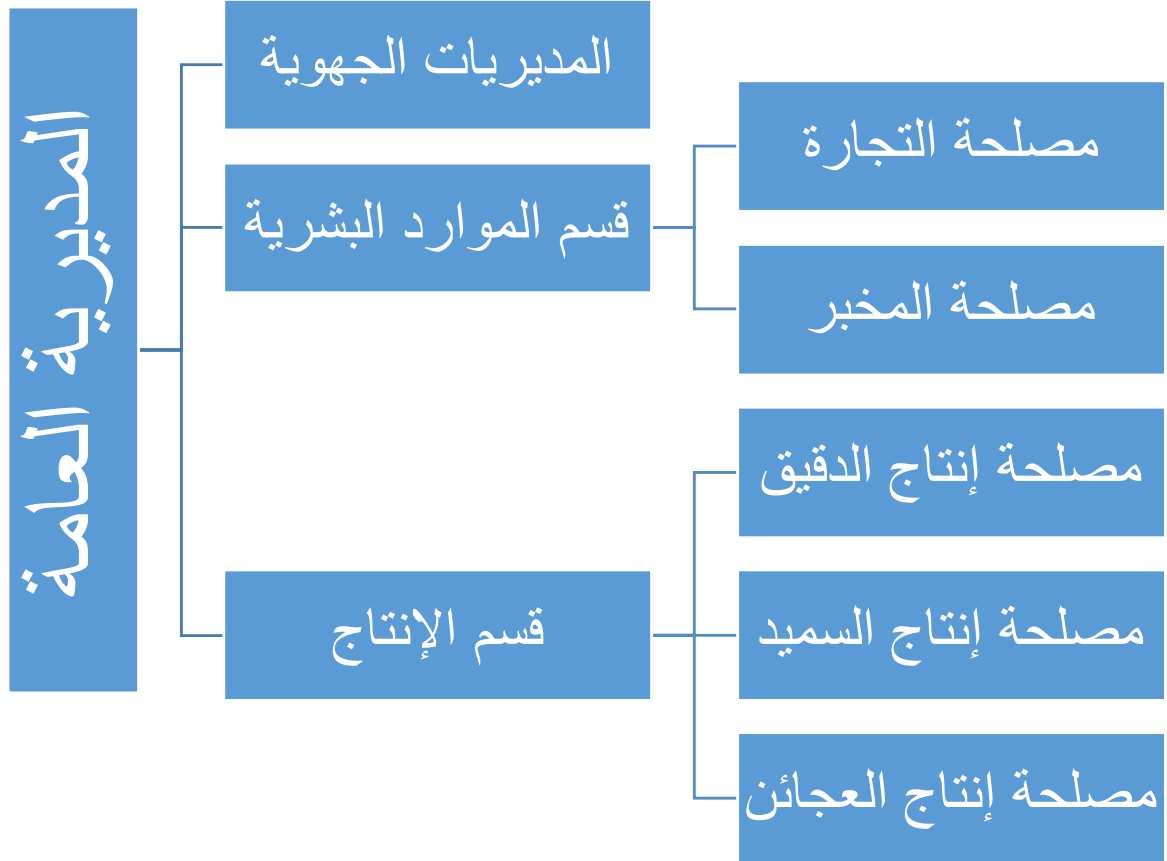 المديرية العامة
المديريات الجهوية
قسم الموارد البشرية
مصلحة التجارة
مصلحة المخبر
قسم الإنتاج
مصلحة إنتاج الدقيق
مصلحة إنتاج السميد
مصلحة إنتاج العجائن